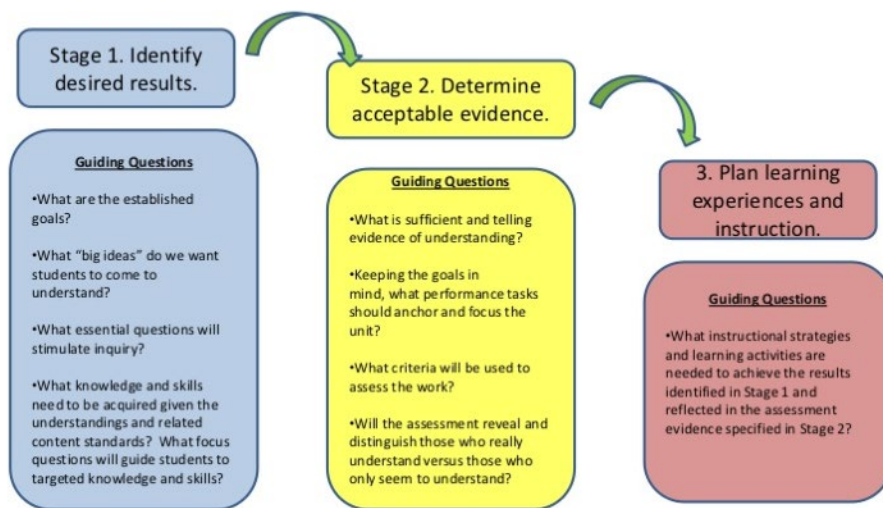 Stage 1. Identify
desired results.
Guiding Questions
•What are the established
goals?
•What “big ideas” do we want
students to come to
understand?
•What essential questions will
stimulate inquiry?
•What knowledge and skills
need to be acquired given the
understandings and related
content standards?  What focus
questions will guide students to
targeted knowledge and skills?
Stage 2. Determine
acceptable evidence.
Guiding Questions
•What is sufficient and telling
evidence of understanding?
•Keeping the goals in
mind, what performance tasks
should anchor and focus the
unit?
•What criteria will be used to
assess the work?
•Will the assessment reveal and
distinguish those who really
understand versus those who
only seem to understand?
3. Plan learning
experiences and
instruction.
Guiding Questions
•What instructional strategies
and learning activities are
needed to achieve the results
identified in Stage 1 and
reflected in the assessment
evidence specified in Stage 2?